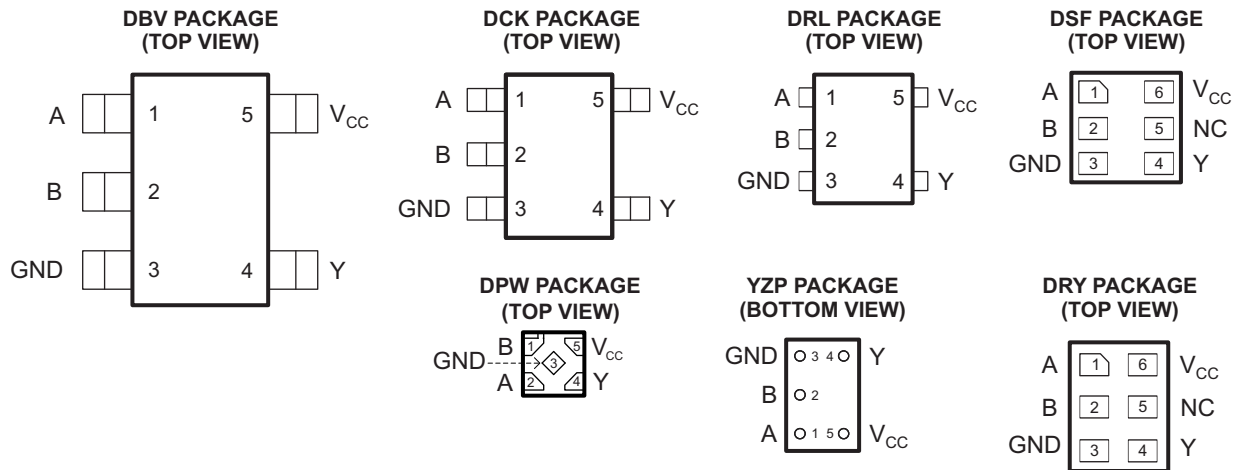 DBV PACKAGE
(TOP VIEW)
A 1 5 VCC
B 2
GND 3 4 Y
DCK PACKAGE
(TOP VIEW)
A 1 5 VCC
B 2
GND 3 4 Y
DRL PACKAGE
(TOP VIEW)
A 1 5 VCC
B 2
GND 3 4 Y
DSF PACKAGE
(TOP VIEW)
A 1 6 VCC
B 2 5 NC
GND 3 4 Y
DPW PACKAGE
(TOP VIEW)
B 1 5 VCC
GND 3
A 2 4 Y
YZP PACKAGE
(BOTTOM VIEW)
GND 3 4 Y
B 2
A 1 5 VCC
DRY PACKAGE
(TOP VIEW)
A 1 6 VCC
B 2 5 NC
GND 3 4 Y